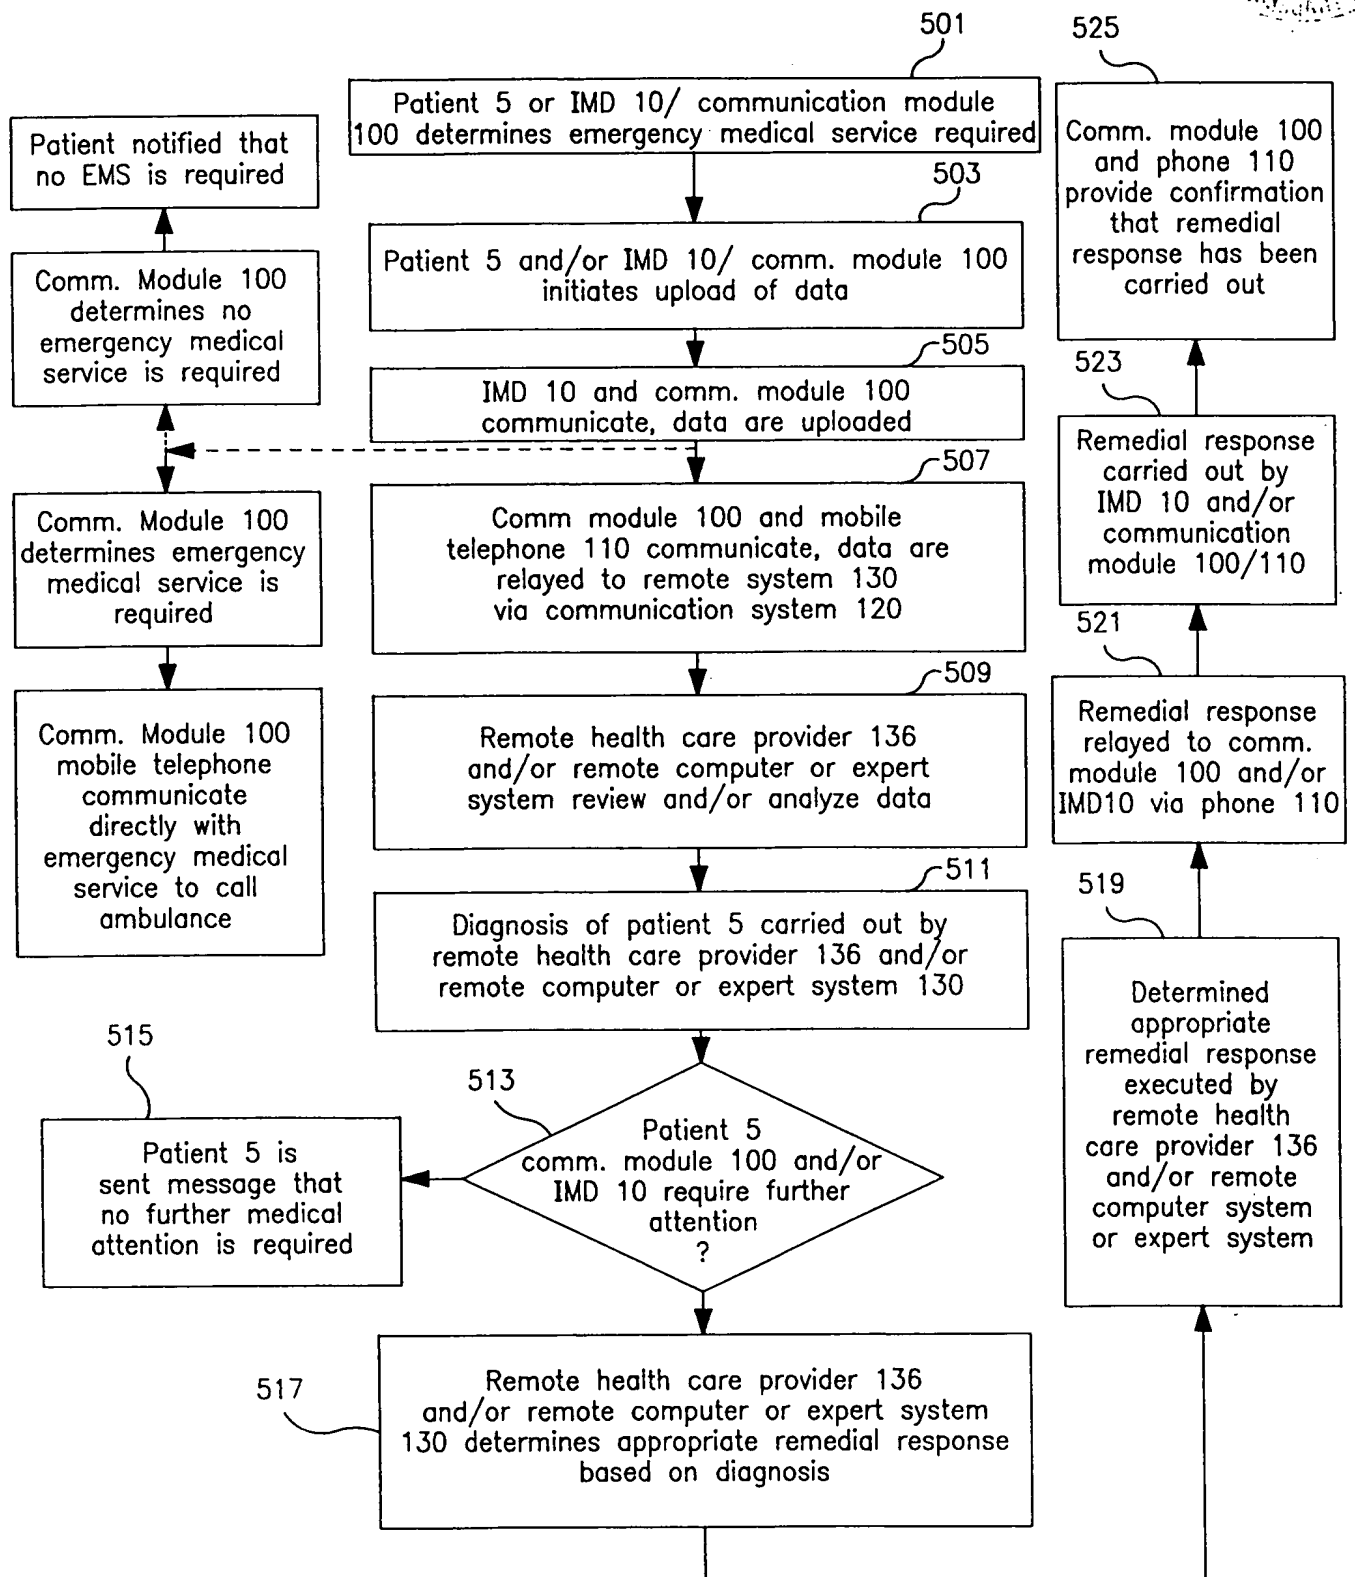 501
Patient 5 or IMD 10/ communication module
100 determines emergency medical service required
503
Patient 5 and/or IMD 10/ comm. module 100
initiates upload of data
505
IMD 10 and comm. module 100
communicate, data are uploaded
507
Comm module 100 and mobile
telephone 110 communicate, data are
relayed to remote system 130
via communication system 120
509
Remote health care provider 136
and/or remote computer or expert
system review and/or analyze data
511
Diagnosis of patient 5 carried out by
remote health care provider 136 and/or
remote computer or expert system 130
513
Patient 5
comm. module 100 and/or
IMD 10 require further
attention
?
515
Patient 5 is
sent message that
no further medical
attention is required
517
Remote health care provider 136
and/or remote computer or expert system
130 determines appropriate remedial response
based on diagnosis
Patient notified that
no EMS is required
Comm. Module 100
determines no
emergency medical
service is required
Comm. Module 100
determines emergency
medical service is
required
Comm. Module 100
mobile telephone
communicate
directly with
emergency medical
service to call
ambulance
519
Determined
appropriate
remedial response
executed by
remote health
care provider 136
and/or remote
computer system
or expert system
521
Remedial response
relayed to comm.
module 100 and/or
IMD10 via phone 110
523
Remedial response
carried out by
IMD 10 and/or
communication
module 100/110
525
Comm. module 100
and phone 110
provide confirmation
that remedial
response has been
carried out